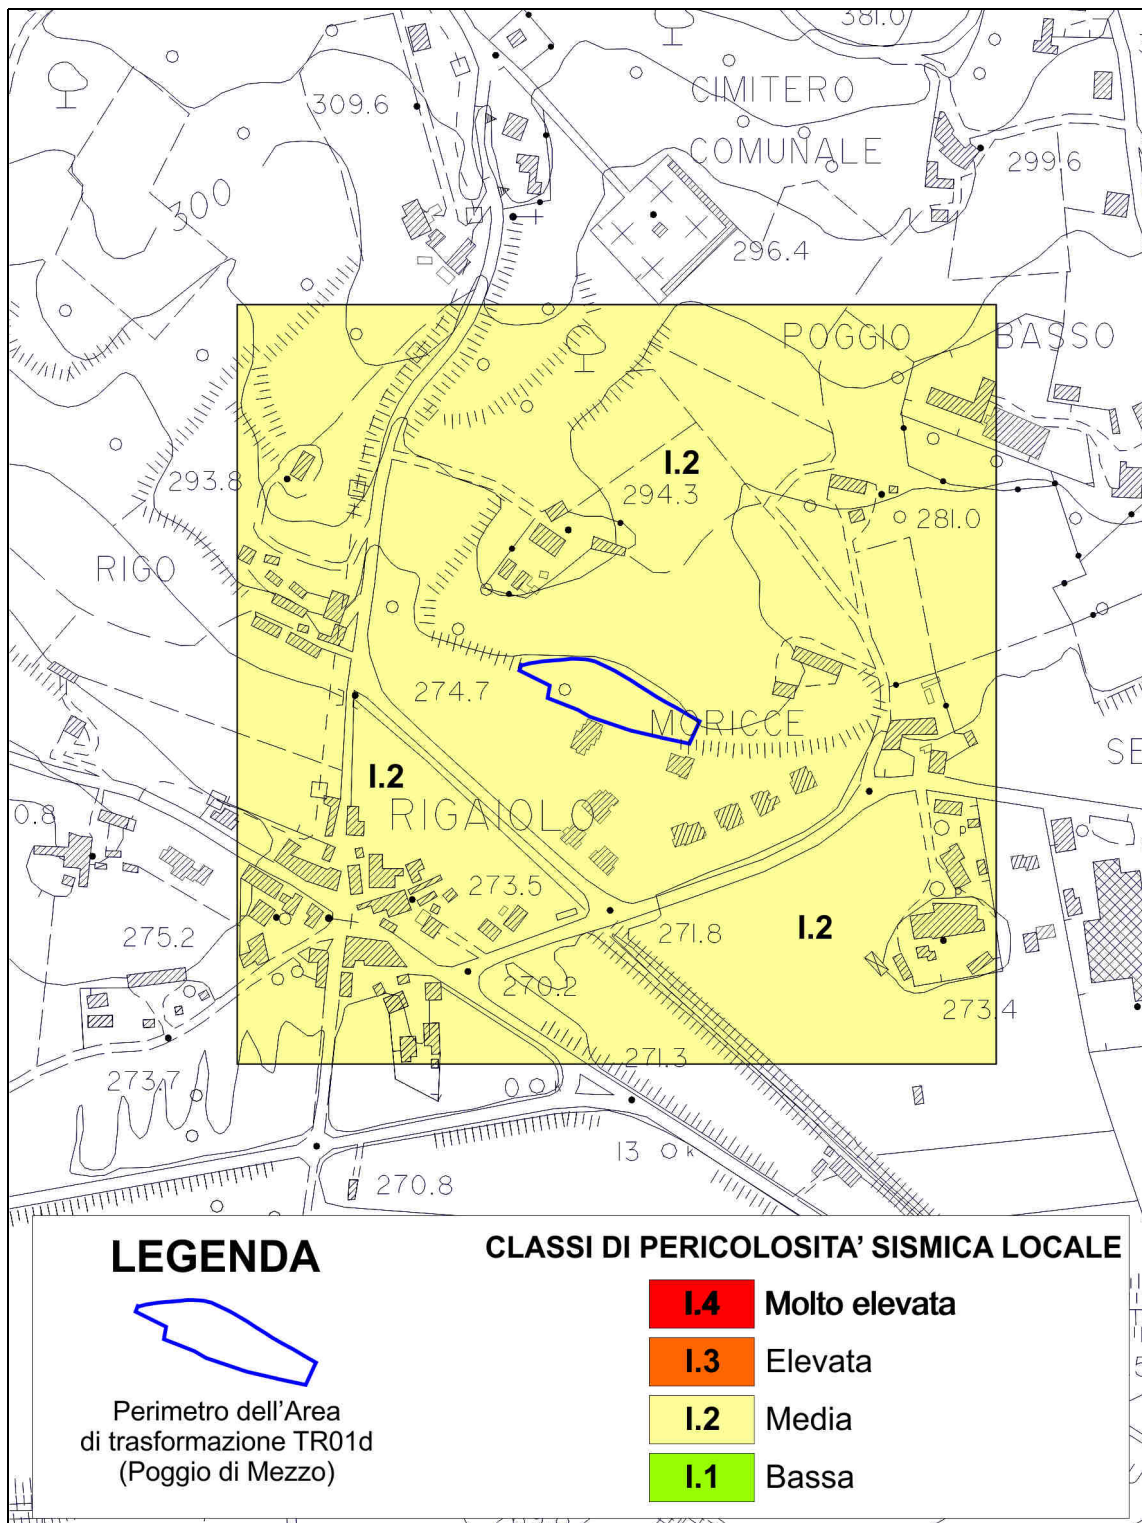 381.0
CIMITERO
309.6
COMUNALE
299.6
300
296.4
POGGIO BASSO
I.2
293.8
294.3
281.0
RIGO
274.7
MORICCE
SE
I.2
RIGAIOLO
0.8
p
273.5
275.2
271.8
I.2
270.2
273.4
271.3
273.7
0
13
k
270.8
LEGENDA
Perimetro dell'Area
di trasformazione TR01d
(Poggio di Mezzo)
CLASSI DI PERICOLOSITA' SISMICA LOCALE
I.4 Molto elevata
I.3 Elevata
I.2 Media
I.1 Bassa